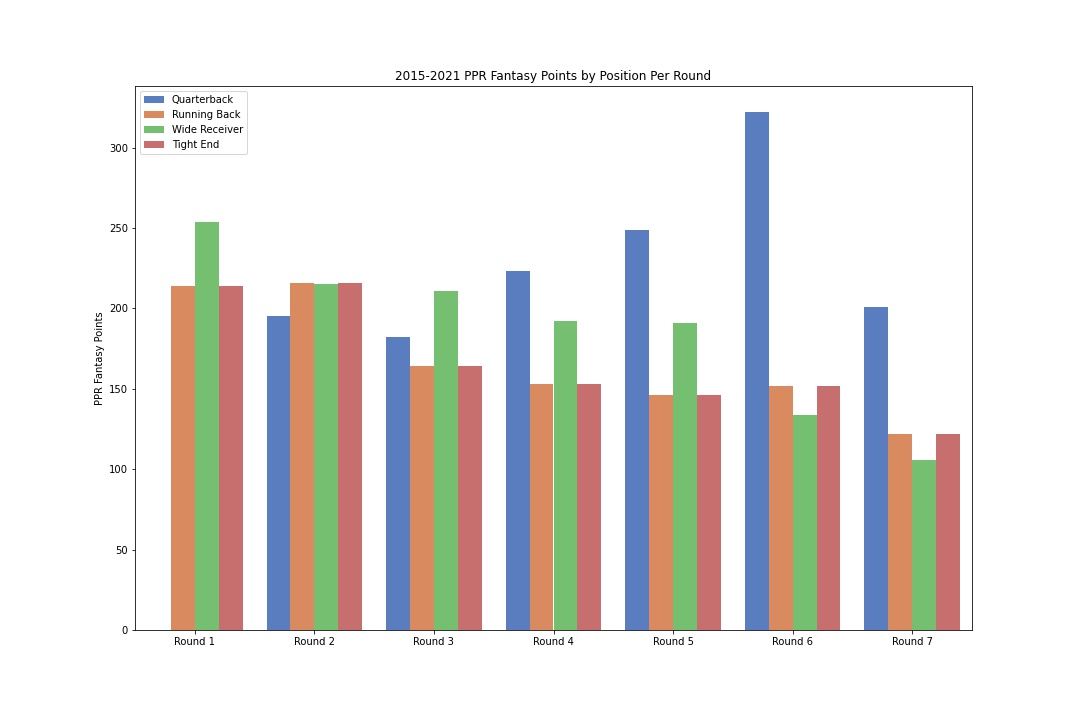 2015-2021 PPR Fantasy Points by Position Per Round
Quarterback
Running Back
Wide Receiver
Tight End
PPR Fantasy Points
300
250
200
150
100
50
0
Round 1
Round 2
Round 3
Round 4
Round 5
Round 6
Round 7